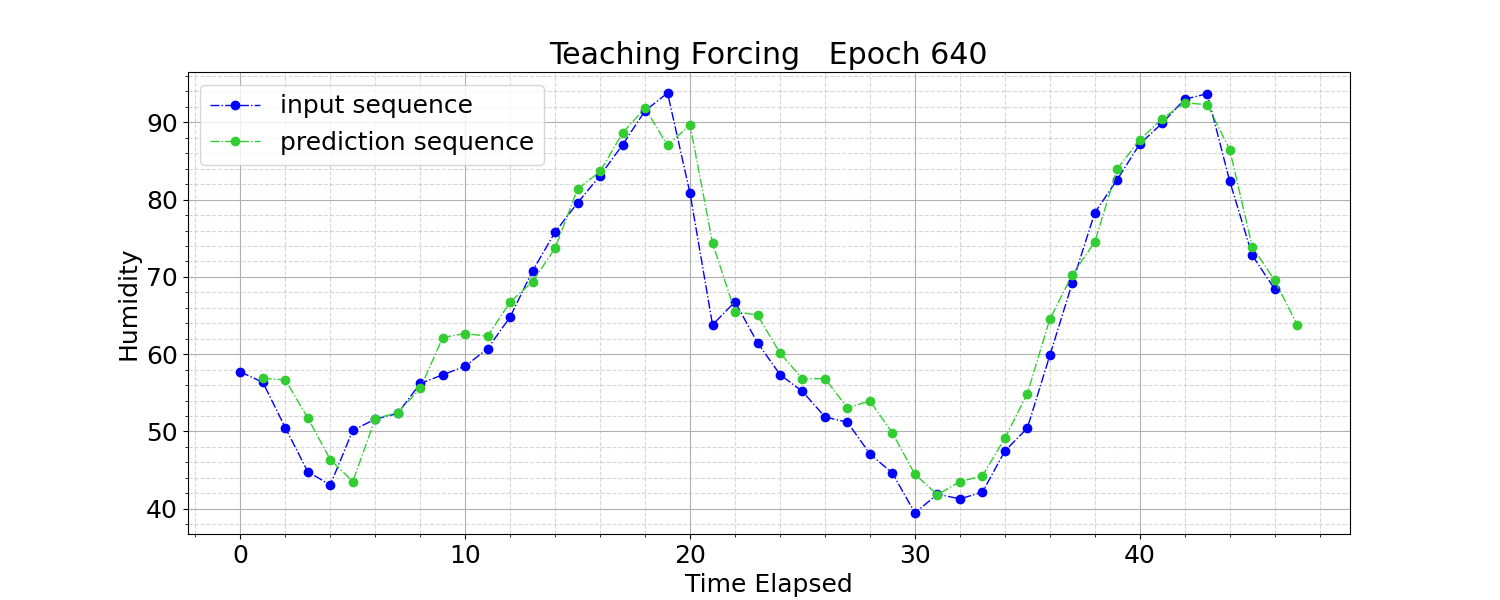 Teaching Forcing   Epoch 640
input sequence
prediction sequence
Humidity
90
80
70
60
50
40
0 10 20 30 40
Time Elapsed